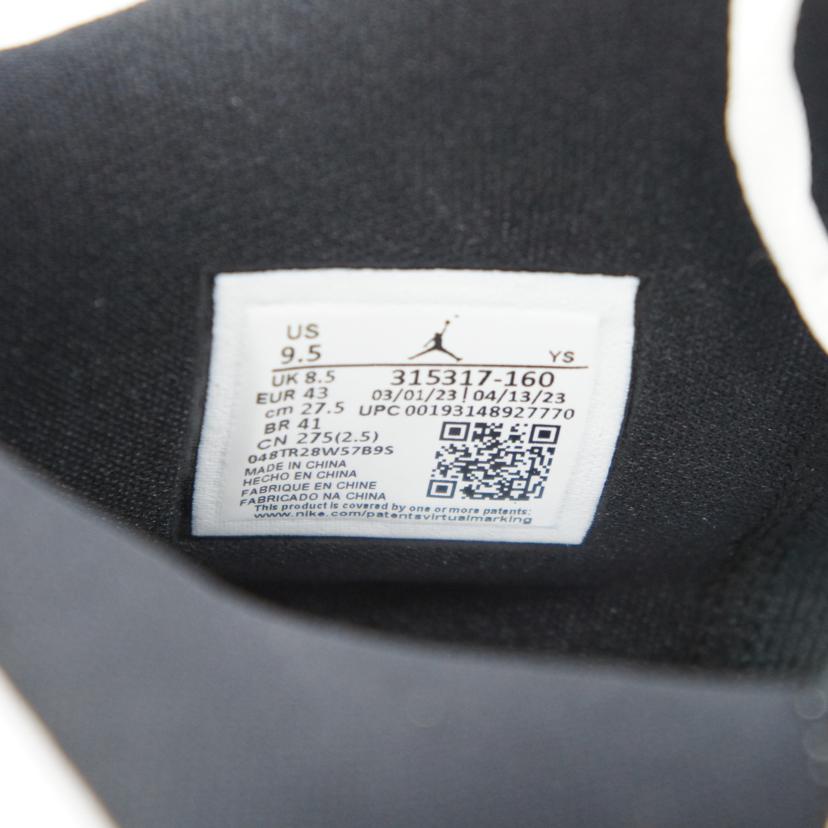 US
9.5
YS
UK 8.5
315317-160
EUR 43
03/01/23 | 04/13/23
cm 27.5
UPC 00193148927770
BR 41
CN 275(2.5)
048TR28W57B9S
MADE IN CHINA
HECHO EN CHINA
FABRIQUE EN CHINE
FABRICADO NA CHINA
This product is covered by one or more patents:
www.nike.com/patentsvirtualmarking